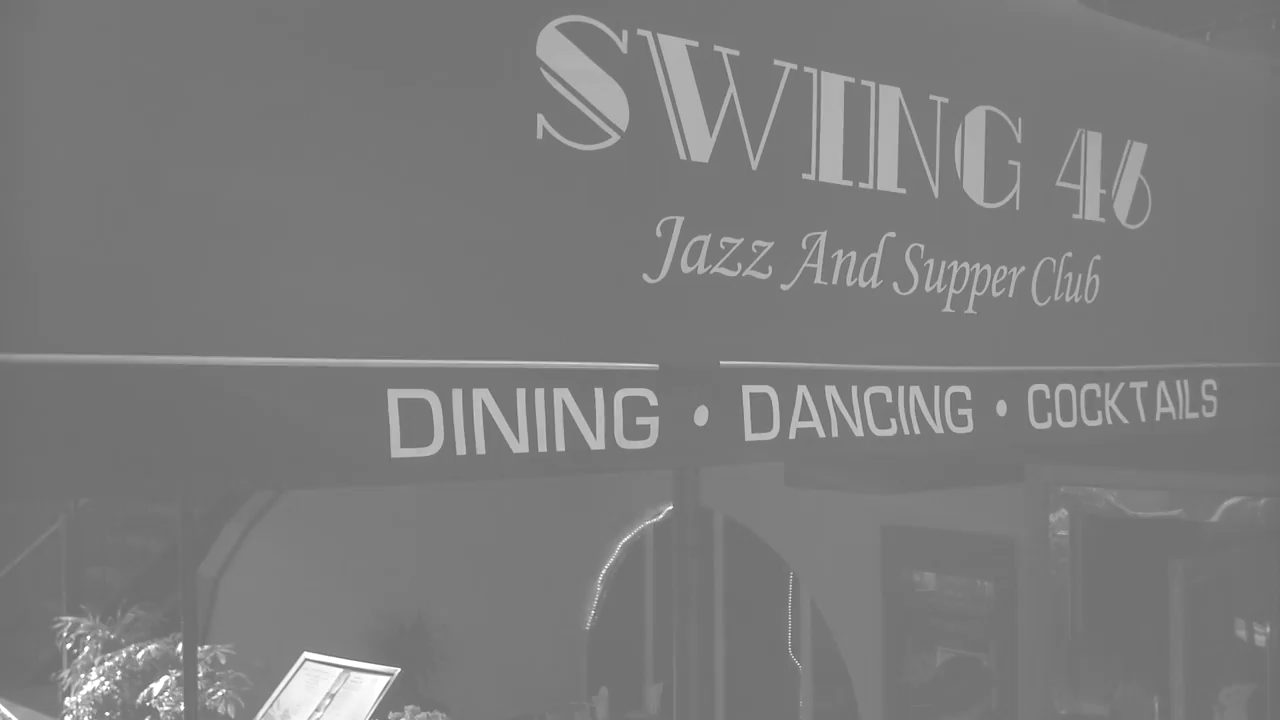 SWING 46
Jazz And Supper Club
DINING • DANCING • COCKTAILS